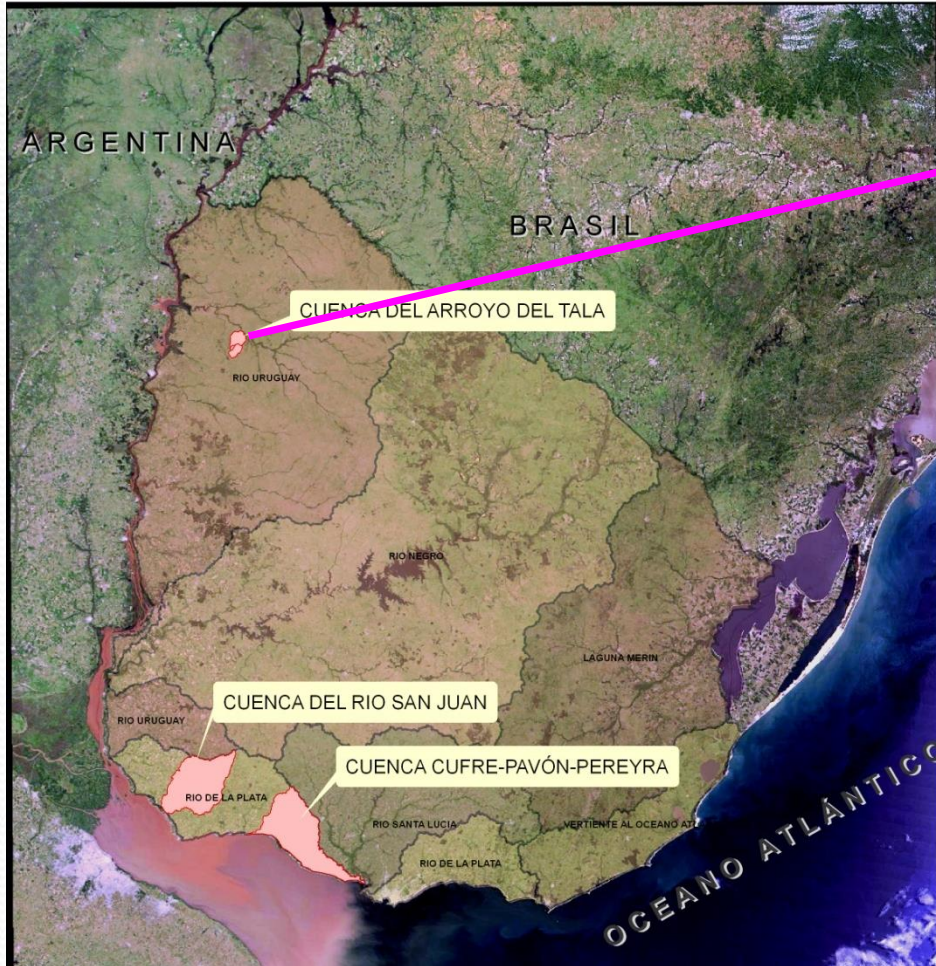 ARGENTINA
BRASIL
CUENCA DEL ARROYO DEL TALA
RIO URUGUAY
RIO NEGRO
LAGUNA MERIN
CUENCA DEL RIO SAN JUAN
RIO URUGUAY
CUENCA CUFRE-PAVÓN-PEREYRA
RIO DE LA PLATA
RIO SANTA LUCIA
VERTIENTE AL OCEANO ATL
RIO DE LA PLATA
OCEANO ATLÁNTICO